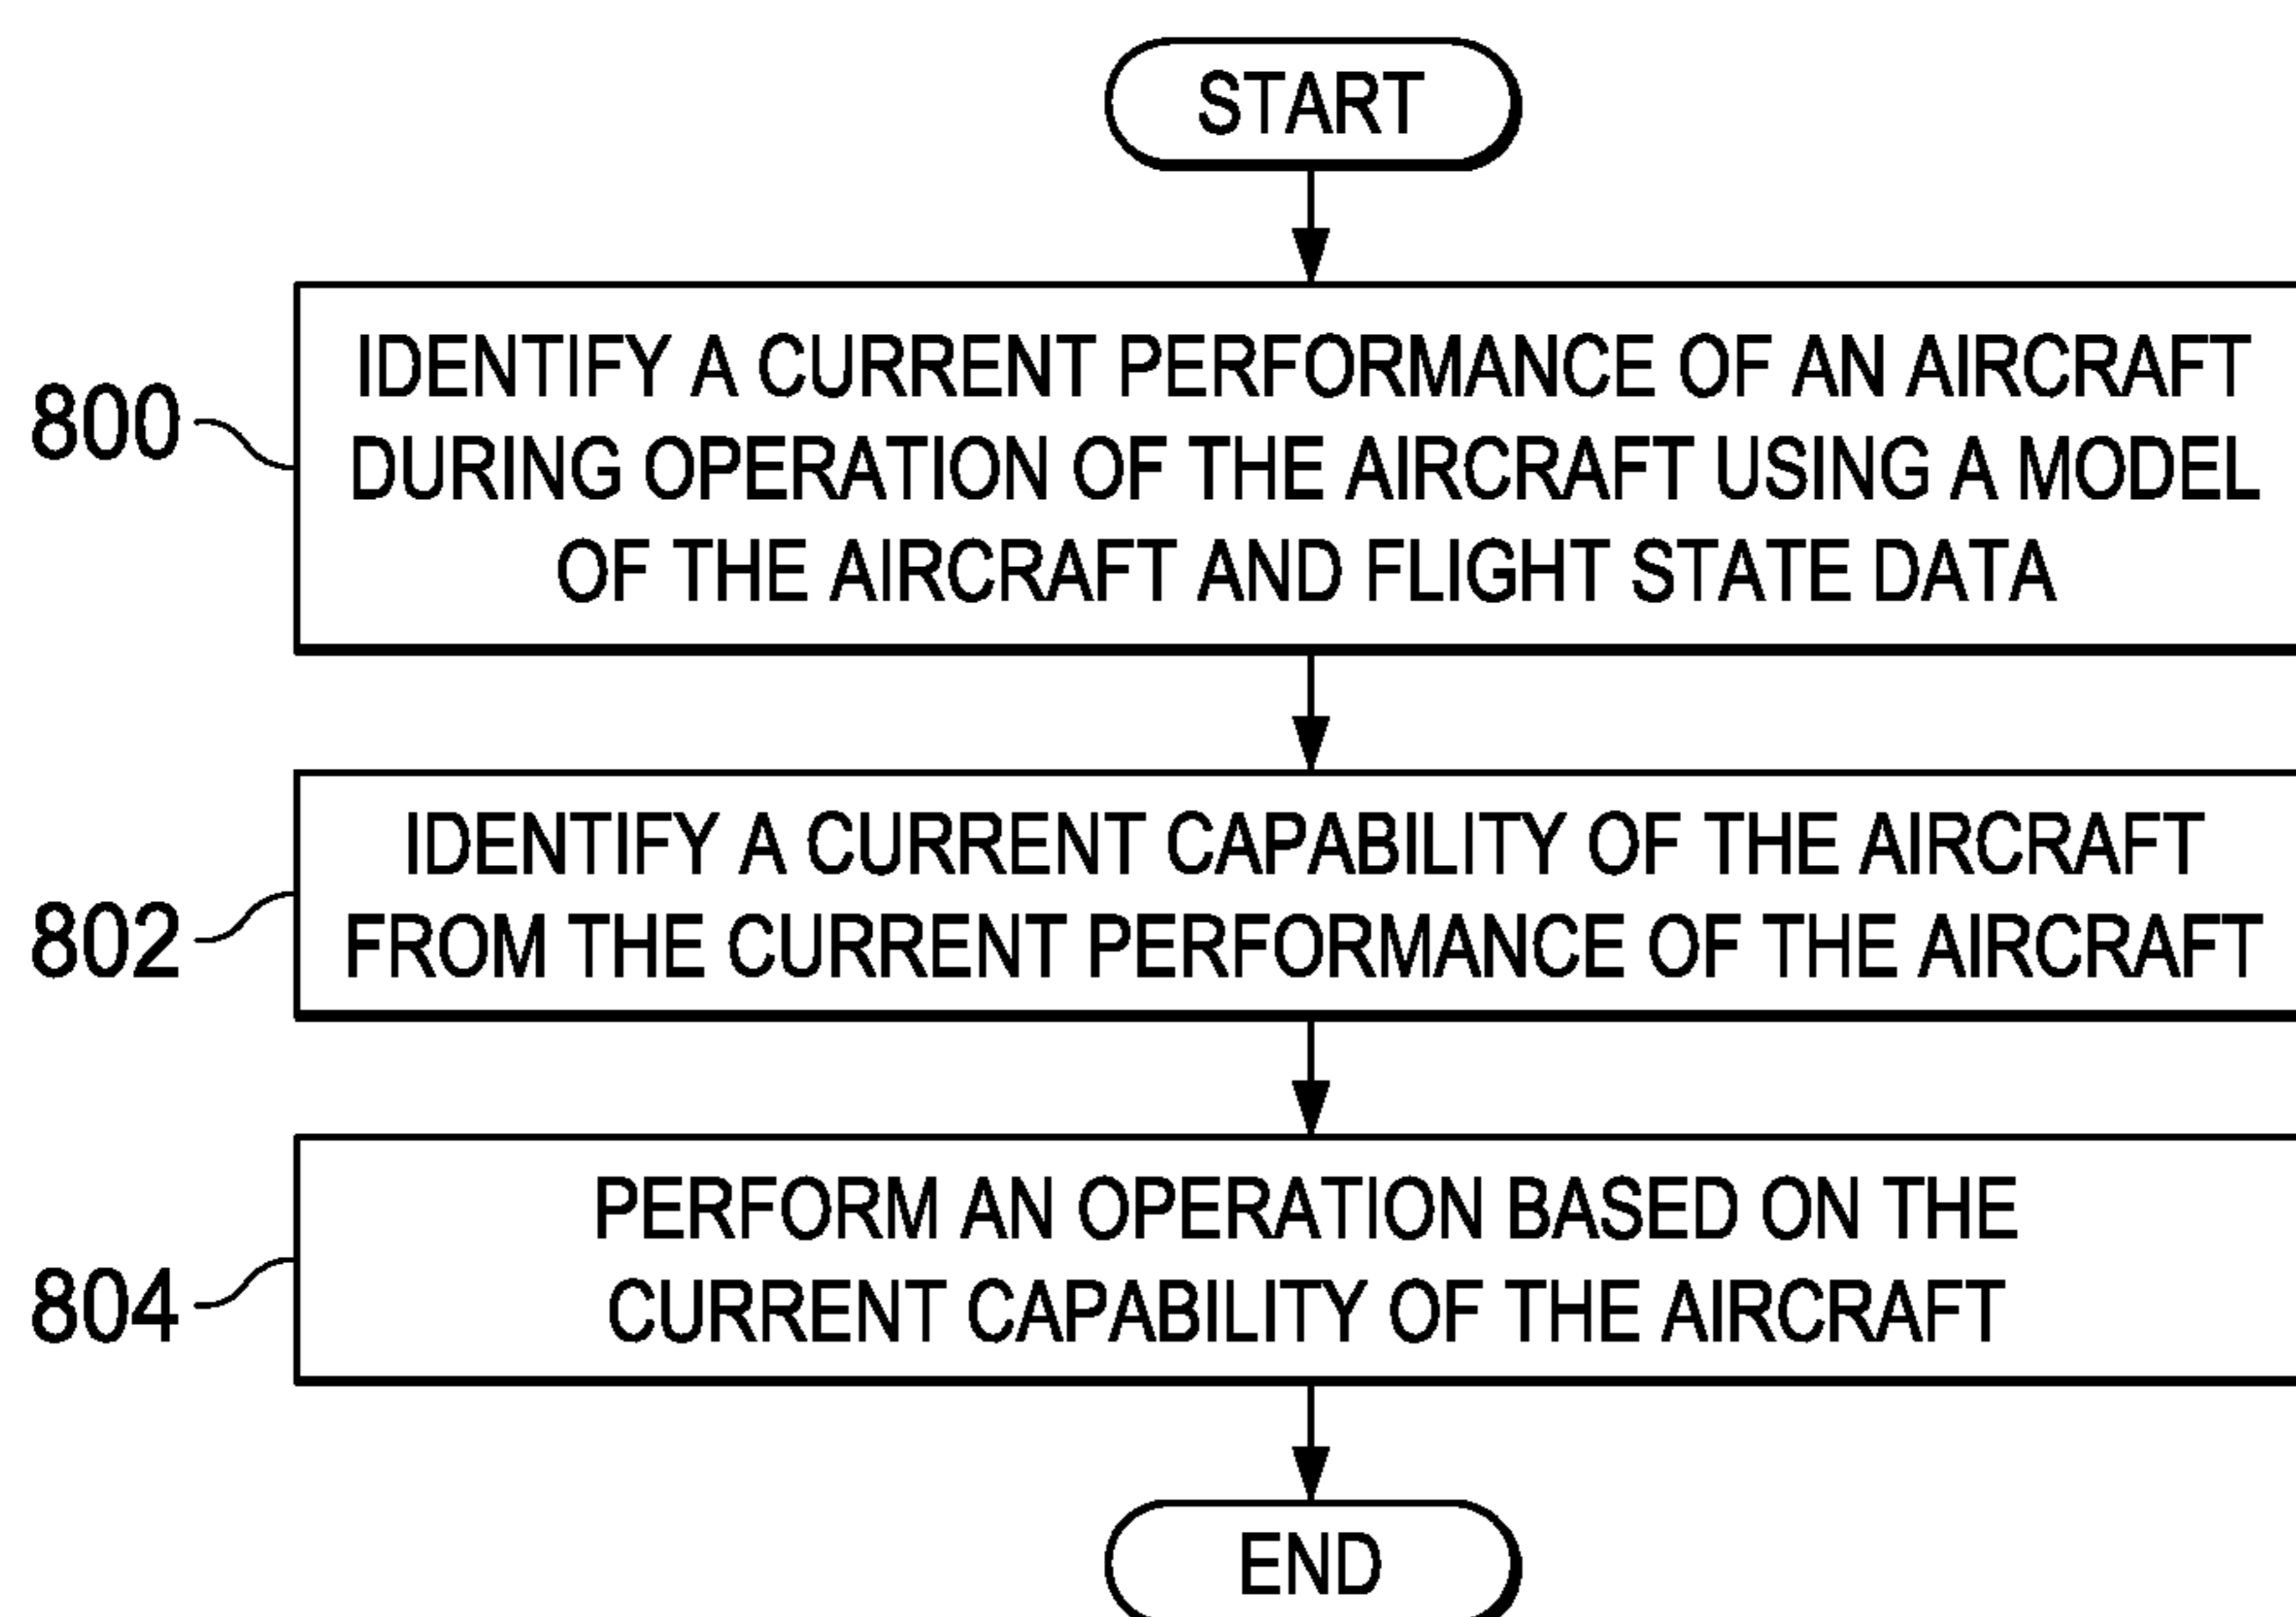 START
800
IDENTIFY A CURRENT PERFORMANCE OF AN AIRCRAFT
DURING OPERATION OF THE AIRCRAFT USING A MODEL
OF THE AIRCRAFT AND FLIGHT STATE DATA
802
IDENTIFY A CURRENT CAPABILITY OF THE AIRCRAFT
FROM THE CURRENT PERFORMANCE OF THE AIRCRAFT
804
PERFORM AN OPERATION BASED ON THE
CURRENT CAPABILITY OF THE AIRCRAFT
END